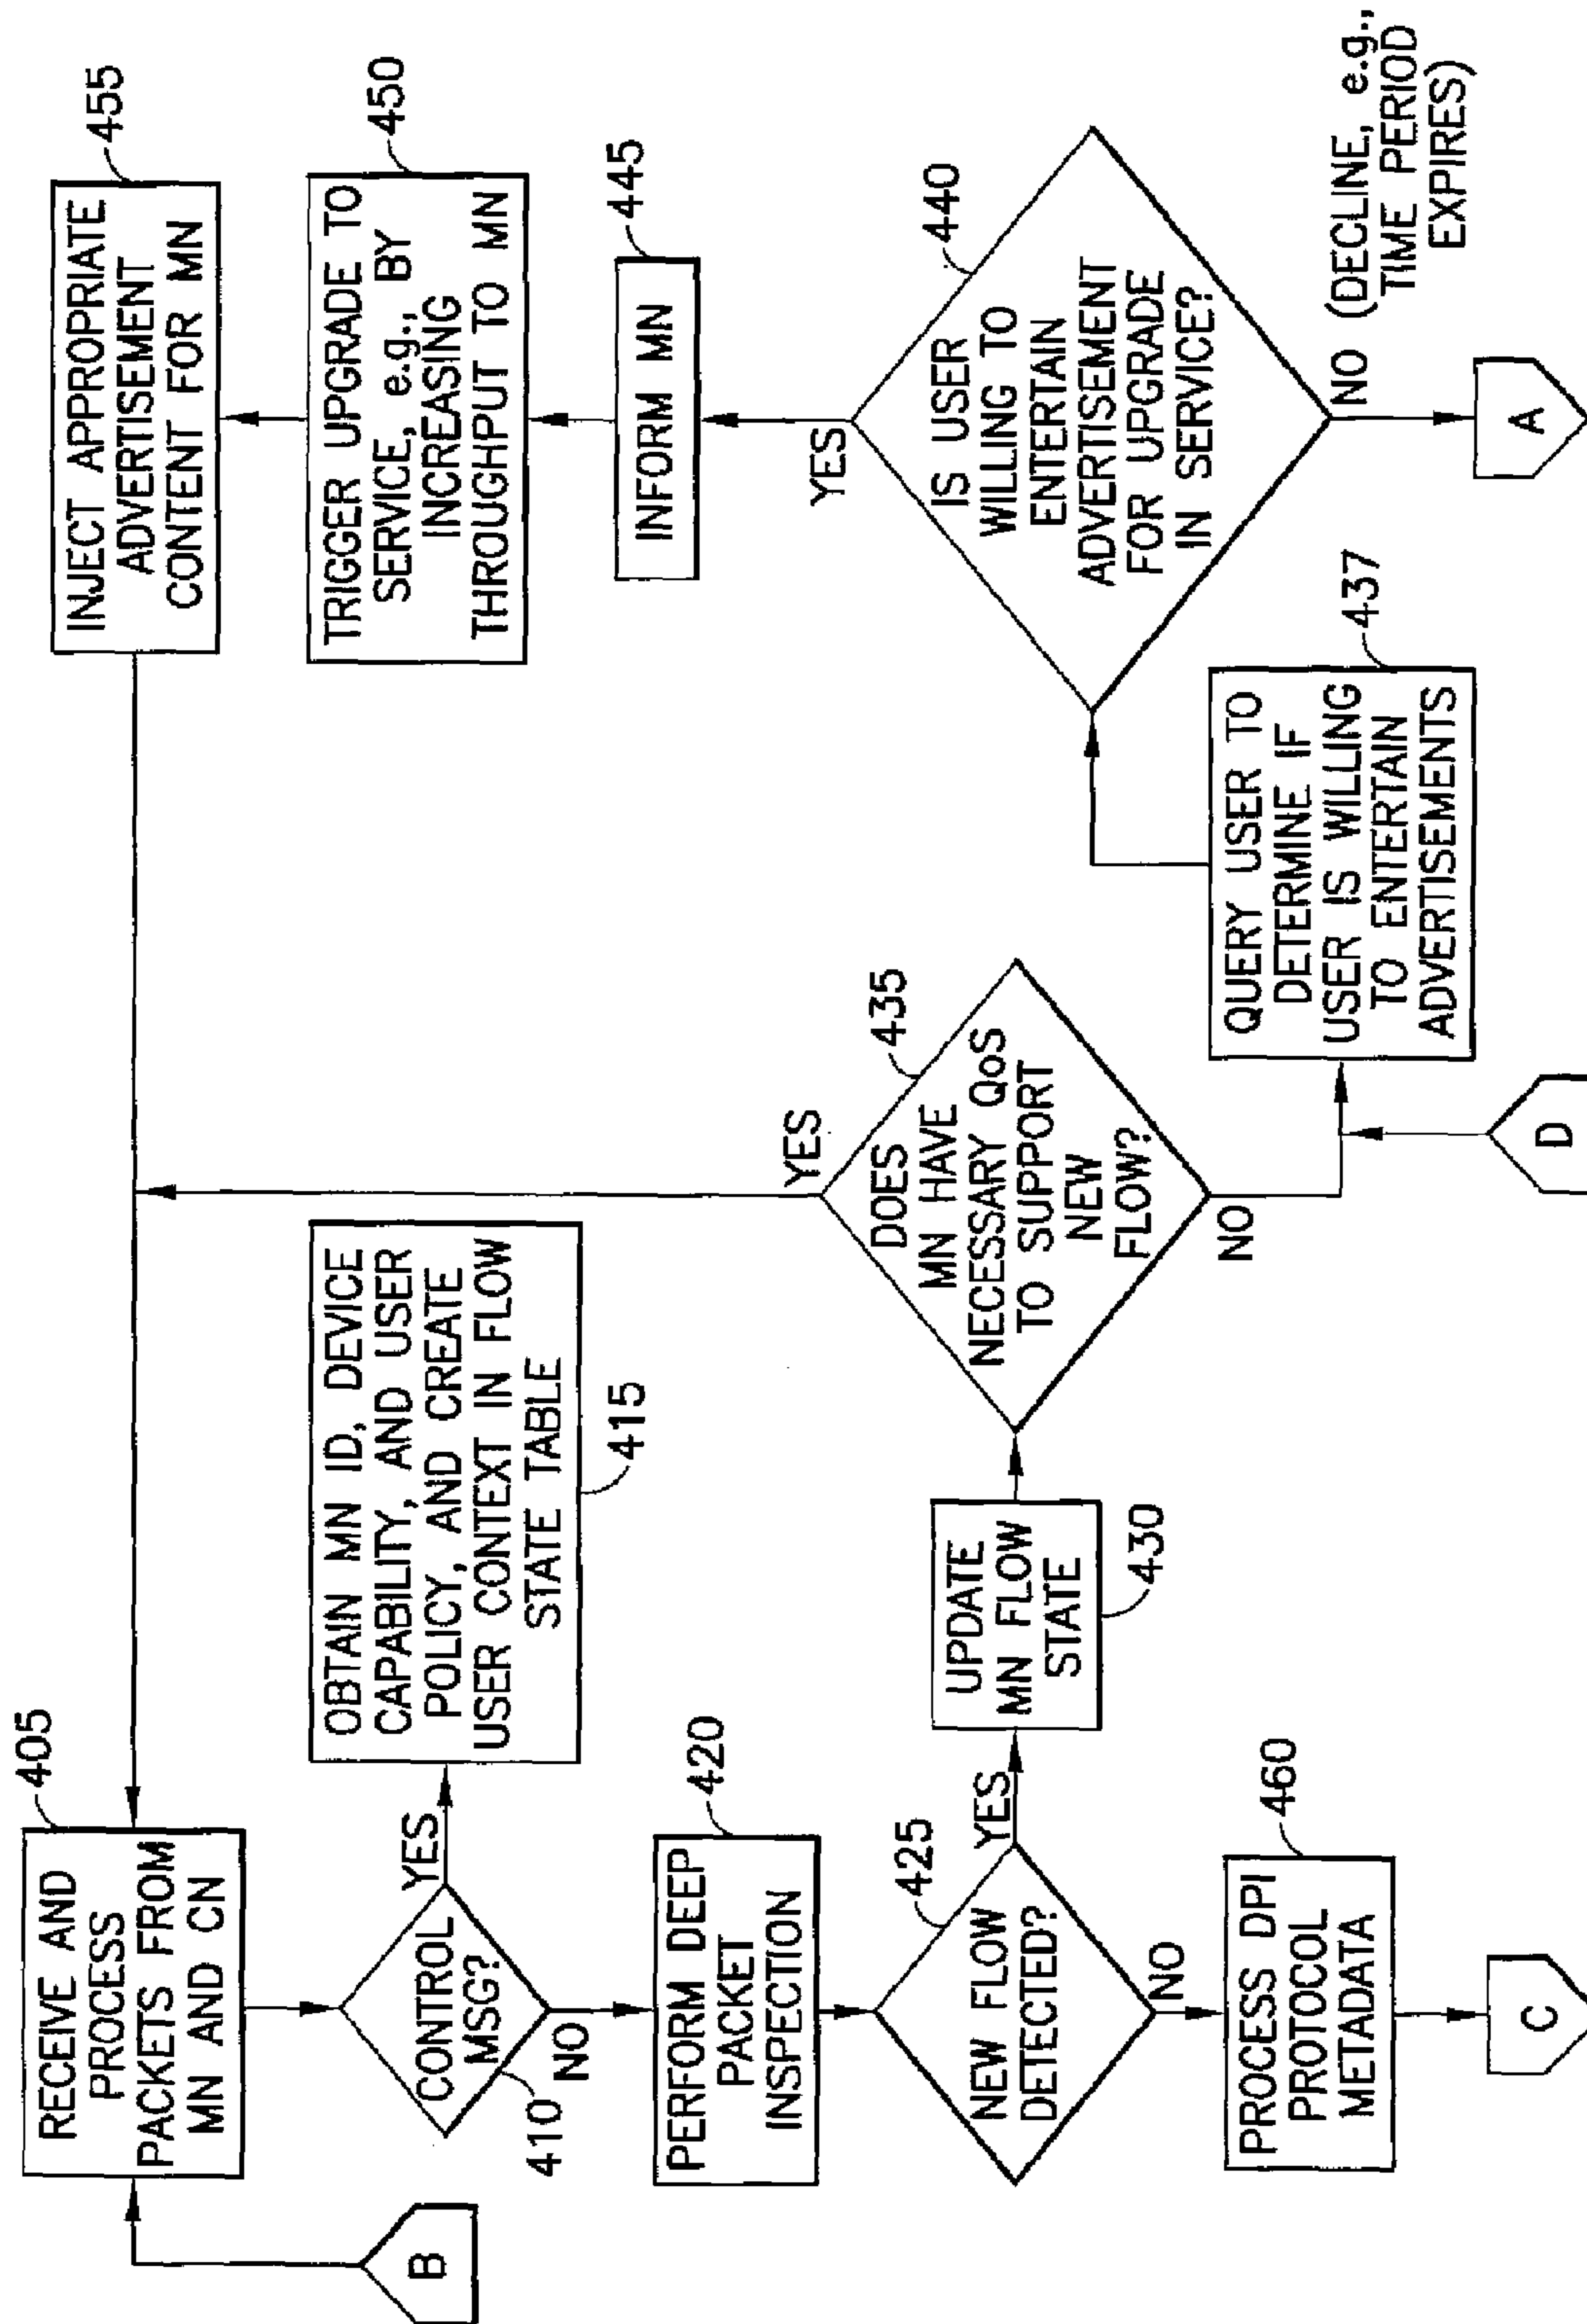 RECEIVE AND
PROCESS
PACKETS FROM
MN AND CN
405
B
CONTROL
MSG?
410
YES
NO
OBTAIN MN ID, DEVICE
CAPABILITY, AND USER
POLICY, AND CREATE
USER CONTEXT IN FLOW
STATE TABLE
415
PERFORM DEEP
PACKET
INSPECTION
420
NEW FLOW
DETECTED?
425
YES
NO
PROCESS DPI
PROTOCOL
METADATA
460
C
UPDATE
MN FLOW
STATE
430
DOES
MN HAVE
NECESSARY QoS
TO SUPPORT
NEW
FLOW?
435
YES
NO
D
QUERY USER TO
DETERMINE IF
USER IS WILLING
TO ENTERTAIN
ADVERTISEMENTS
437
IS USER
WILLING TO
ENTERTAIN
ADVERTISEMENT
FOR UPGRADE
IN SERVICE?
440
YES
NO (DECLINE, e.g.,
TIME PERIOD
EXPIRES)
A
INFORM MN
445
TRIGGER UPGRADE TO
SERVICE, e.g., BY
INCREASING
THROUGHPUT TO MN
450
INJECT APPROPRIATE
ADVERTISEMENT
CONTENT FOR MN
455